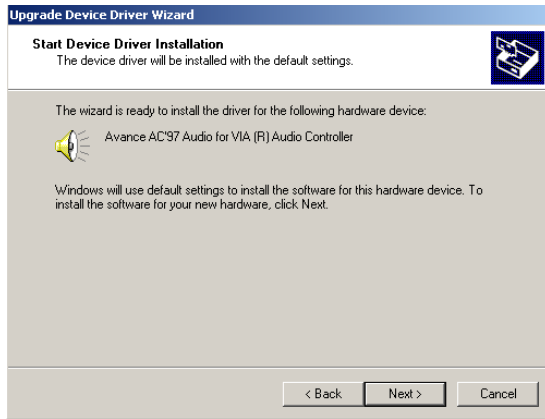 Upgrade Device Driver Wizard
Start Device Driver Installation
The device driver will be installed with the default settings.
The wizard is ready to install the driver for the following hardware device:
Avance AC'97 Audio for VIA (R) Audio Controller
Windows will use default settings to install the software for this hardware device. To
install the software for your new hardware, click Next.
< Back
Next >
Cancel